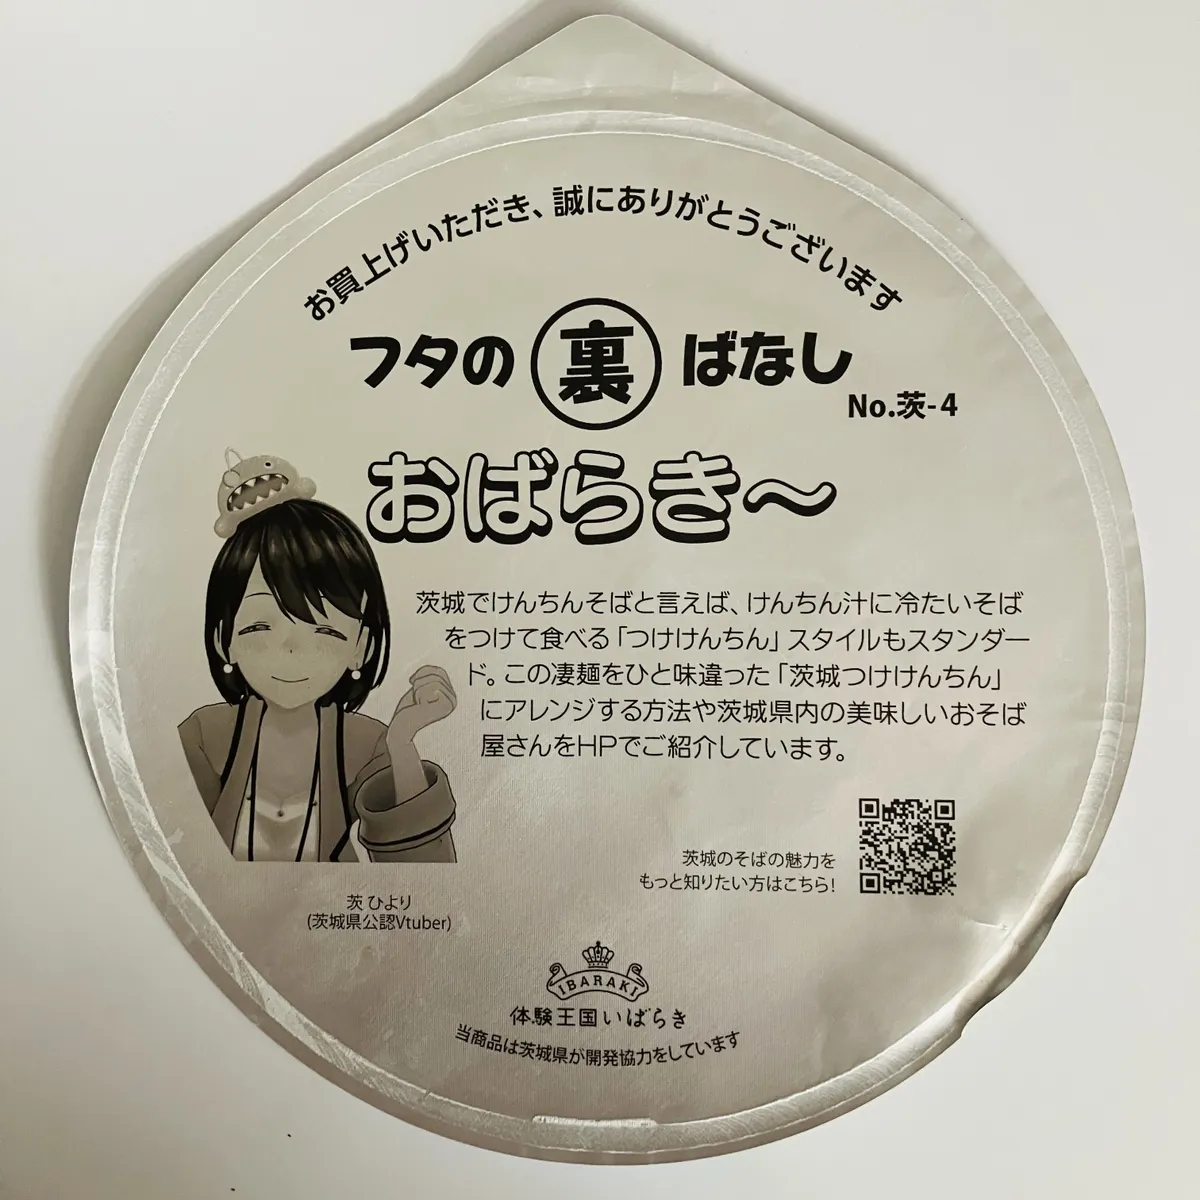 お買上げいただき、誠にありがとうございます
フタの裏ばなし
No.茨-4
おばらき～
茨城でけんちんそばと言えば、けんちん汁に冷たいそば
をつけて食べる「つけけんちん」スタイルもスタンダー
ド。この凄麺をひと味違った「茨城つけけんちん」
にアレンジする方法や茨城県内の美味しいおそば
屋さんをHPでご紹介しています。
茨城のそばの魅力を
もっと知りたい方はこちら!
茨 ひより
(茨城県公認Vtuber)
IBARAKI
体験王国いばらき
当商品は茨城県が開発協力をしています